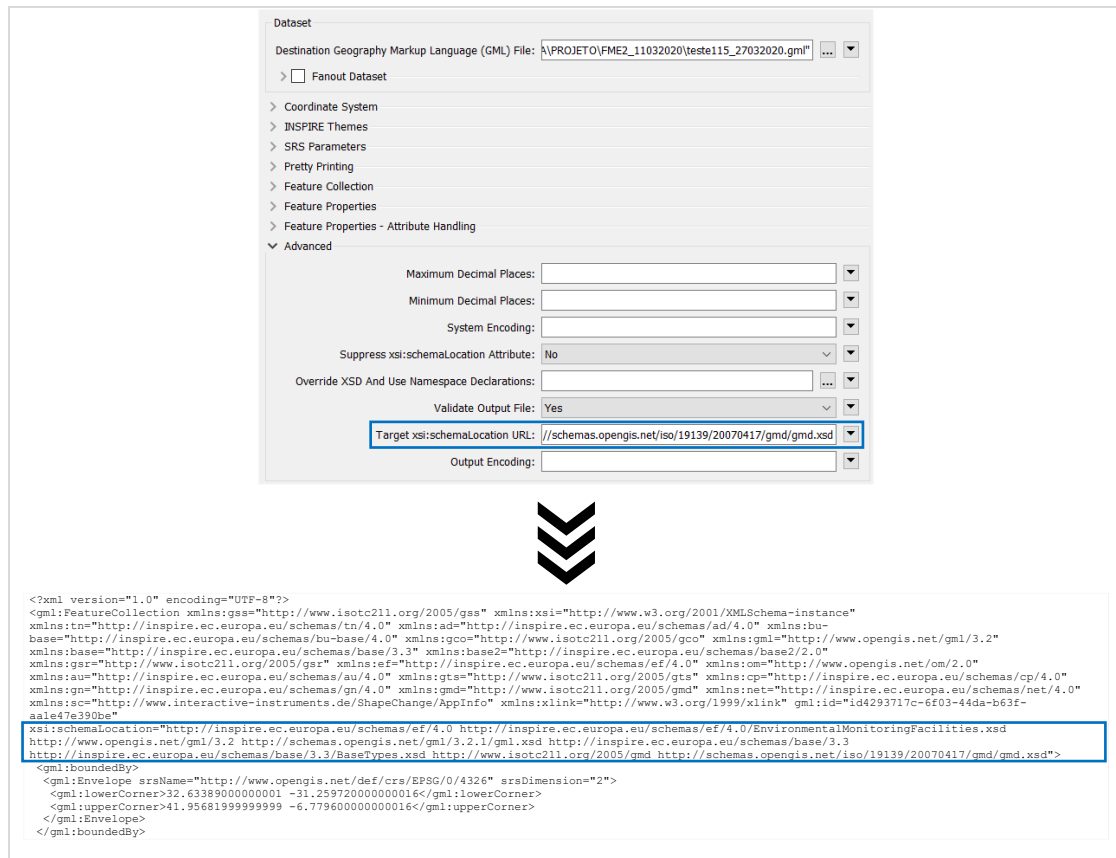 Dataset
Destination Geography Markup Language (GML) File: A\PROJETO\FME2_11032020\teste115_27032020.gml" ...
Fanout Dataset
Coordinate System
INSPIRE Themes
SRS Parameters
Pretty Printing
Feature Collection
Feature Properties
Feature Properties - Attribute Handling
Advanced
Maximum Decimal Places:
Minimum Decimal Places:
System Encoding:
Suppress xsi:schemaLocation Attribute: No
Override XSD And Use Namespace Declarations: ...
Validate Output File: Yes
Target xsi:schemaLocation URL: //schemas.opengis.net/iso/19139/20070417/gmd/gmd.xsd
Output Encoding:
<?xml version="1.0" encoding="UTF-8"?>
<gml:FeatureCollection xmlns:gss="http://www.isotc211.org/2005/gss" xmlns:xsi="http://www.w3.org/2001/XMLSchema-instance"
xmlns:tn="http://inspire.ec.europa.eu/schemas/tn/4.0" xmlns:ad="http://inspire.ec.europa.eu/schemas/ad/4.0" xmlns:bu-
base="http://inspire.ec.europa.eu/schemas/bu-base/4.0" xmlns:gco="http://www.isotc211.org/2005/gco" xmlns:gml="http://www.opengis.net/gml/3.2"
xmlns:base="http://inspire.ec.europa.eu/schemas/base/3.3" xmlns:base2="http://inspire.ec.europa.eu/schemas/base2/2.0"
xmlns:gsr="http://www.isotc211.org/2005/gsr" xmlns:ef="http://inspire.ec.europa.eu/schemas/ef/4.0" xmlns:om="http://www.opengis.net/om/2.0"
xmlns:au="http://inspire.ec.europa.eu/schemas/au/4.0" xmlns:gts="http://www.isotc211.org/2005/gts" xmlns:cp="http://inspire.ec.europa.eu/schemas/cp/4.0"
xmlns:gn="http://inspire.ec.europa.eu/schemas/gn/4.0" xmlns:gmd="http://www.isotc211.org/2005/gmd" xmlns:net="http://inspire.ec.europa.eu/schemas/net/4.0"
xmlns:sc="http://www.interactive-instruments.de/ShapeChange/AppInfo" xmlns:xlink="http://www.w3.org/1999/xlink" gml:id="id4293717c-6f03-44da-b63f-
aa1e47e390be"
xsi:schemaLocation="http://inspire.ec.europa.eu/schemas/ef/4.0 http://inspire.ec.europa.eu/schemas/ef/4.0/EnvironmentalMonitoringFacilities.xsd
http://www.opengis.net/gml/3.2 http://schemas.opengis.net/gml/3.2.1/gml.xsd http://inspire.ec.europa.eu/schemas/base/3.3
http://inspire.ec.europa.eu/schemas/base/3.3/BaseTypes.xsd http://www.isotc211.org/2005/gmd http://schemas.opengis.net/iso/19139/20070417/gmd/gmd.xsd">
<gml:boundedBy>
<gml:Envelope srsName="http://www.opengis.net/def/crs/EPSG/0/4326" srsDimension="2">
<gml:lowerCorner>32.63389000000001 -31.259720000000016</gml:lowerCorner>
<gml:upperCorner>41.95681999999999 -6.779600000000016</gml:upperCorner>
</gml:Envelope>
</gml:boundedBy>